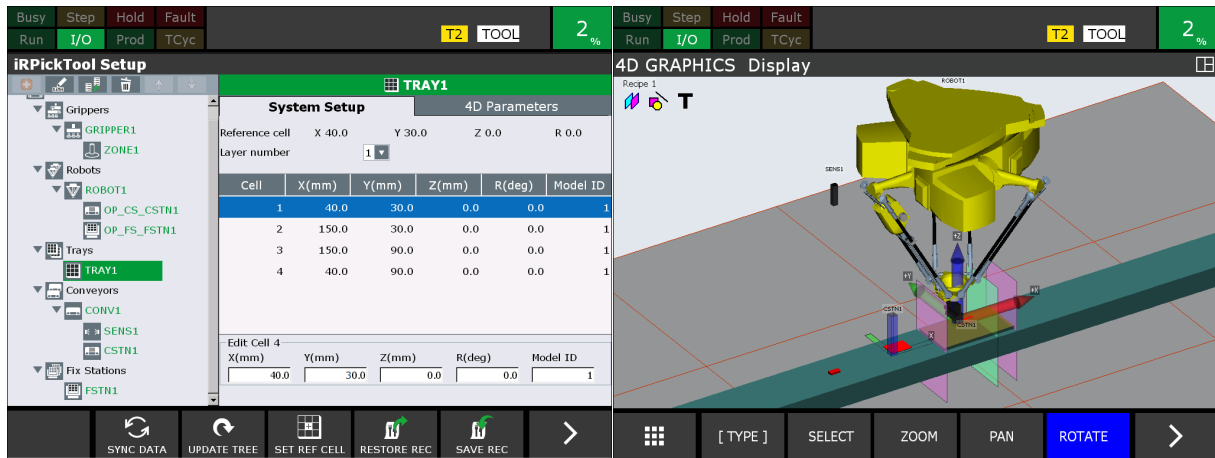 Busy Step Hold Fault
Run I/O Prod TCyc
T2 TOOL
2 %
iRPickTool Setup
Grippers
GRIPPER1
ZONE1
Robots
ROBOT1
OP_CS_CSTN1
OP_FS_FSTN1
Trays
TRAY1
Conveyors
CONV1
SENS1
CSTN1
Fix Stations
FSTN1
TRAY1
System Setup 4D Parameters
Reference cell X 40.0 Y 30.0 Z 0.0 R 0.0
Layer number 1
Cell X(mm) Y(mm) Z(mm) R(deg) Model ID
1 40.0 30.0 0.0 0.0 1
2 150.0 30.0 0.0 0.0 1
3 150.0 90.0 0.0 0.0 1
4 40.0 90.0 0.0 0.0 1
Edit Cell 4
X(mm) Y(mm) Z(mm) R(deg) Model ID
40.0 30.0 0.0 0.0 1
SYNC DATA UPDATE TREE SET REF CELL RESTORE REC SAVE REC
Busy Step Hold Fault
Run I/O Prod TCyc
T2 TOOL
2 %
4D GRAPHICS Display
Recipe 1
T
ROBOT1
SENS1
+Z
+Y
+X
CSTN1
CSTN1
X
[ TYPE ] SELECT ZOOM PAN ROTATE